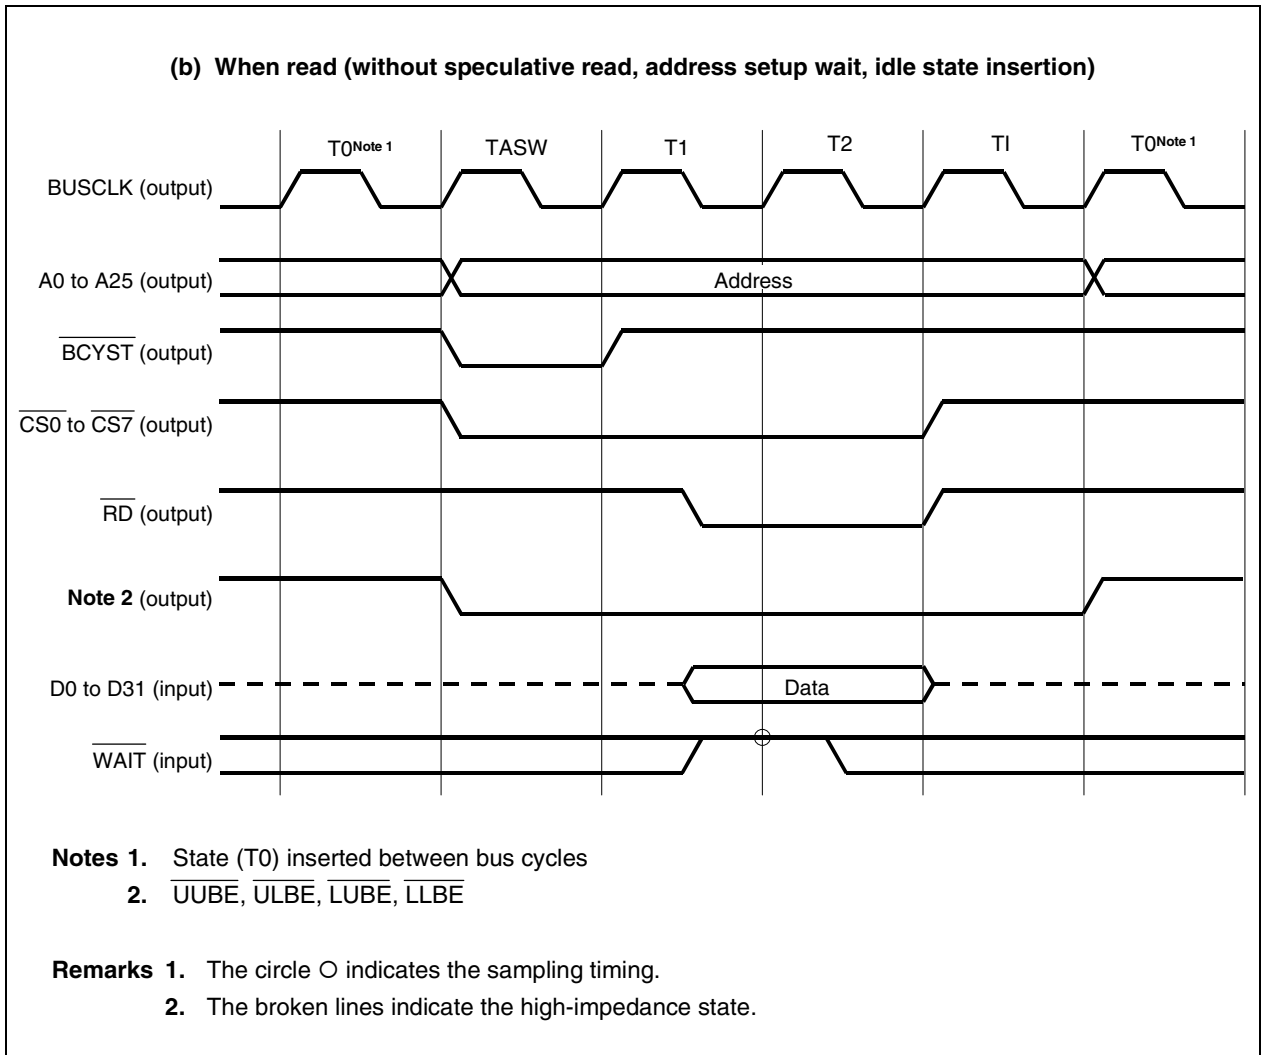 (b) When read (without speculative read, address setup wait, idle state insertion)
T0Note 1 TASW T1 T2 TI T0Note 1
BUSCLK (output)
A0 to A25 (output) Address
BCYST (output)
CS0 to CS7 (output)
RD (output)
Note 2 (output)
D0 to D31 (input) Data
WAIT (input)
Notes 1. State (T0) inserted between bus cycles
2. UUBE, ULBE, LUBE, LLBE
Remarks 1. The circle O indicates the sampling timing.
2. The broken lines indicate the high-impedance state.